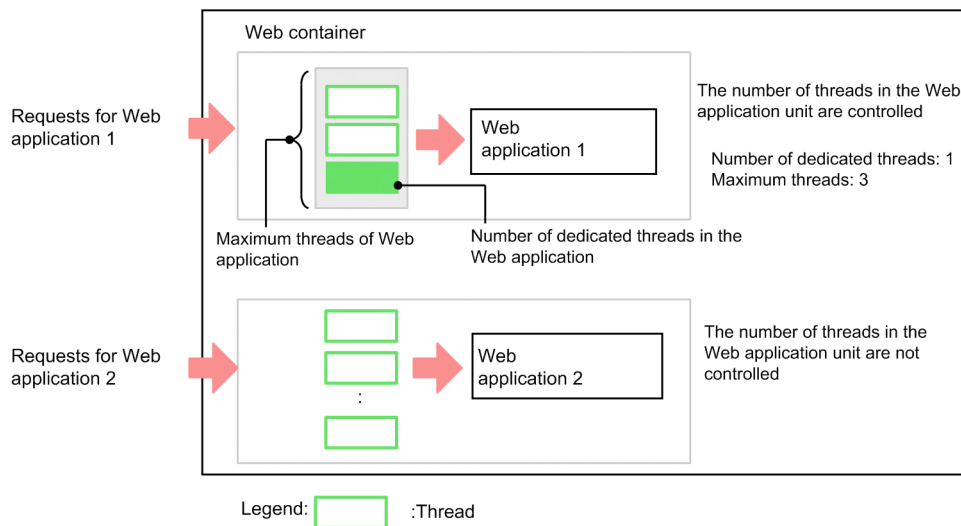 Web container
The number of threads in the Web
application unit are controlled
Requests for Web
application 1
Web
application 1
Number of dedicated threads: 1
Maximum threads: 3
Maximum threads of Web
application
Number of dedicated threads in the
Web application
Requests for Web
application 2
:
Web
application 2
The number of threads in the
Web application unit are not
controlled
Legend:
:Thread